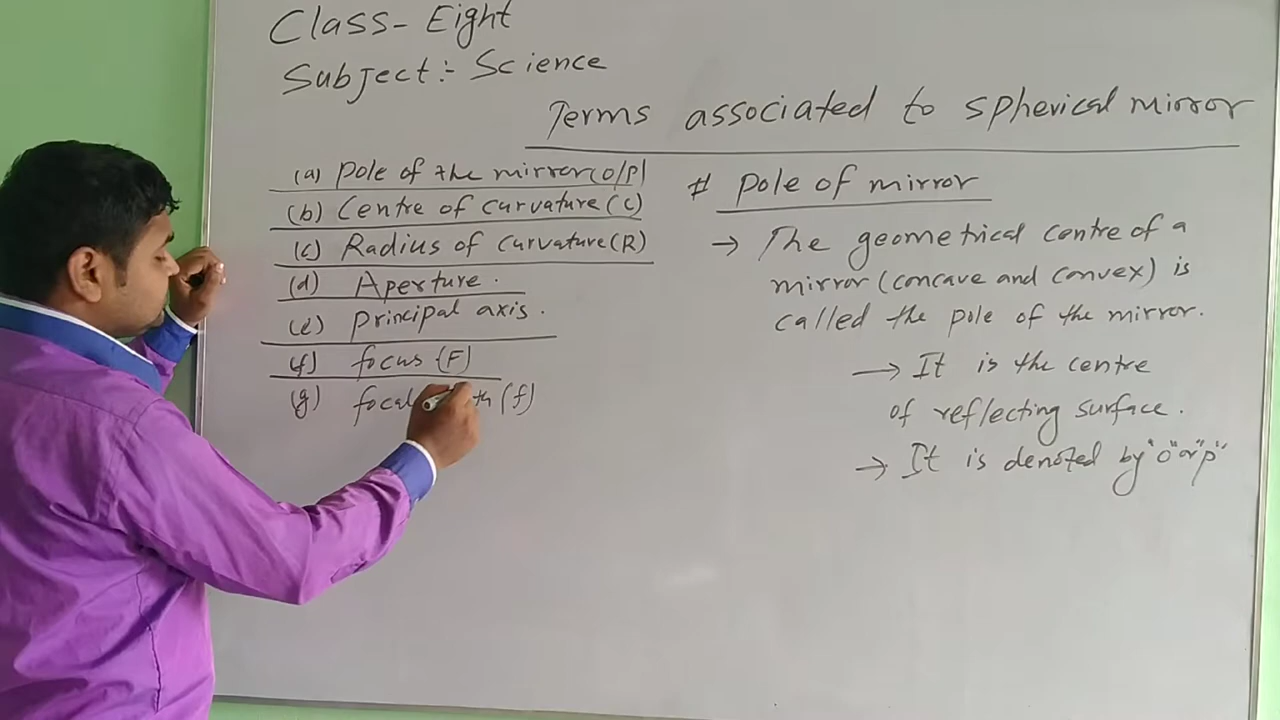 Class- Eight
Subject:- Science
Terms associated to spherical mirror
(a) Pole of the mirror(O/P)
(b) Centre of curvature (C)
(c) Radius of curvature(R)
(d) Aperture.
(e) Principal axis.
(f) focus (F)
(g) focal (f)
# Pole of mirror
→ The geometrical centre of a
mirror (concave and convex) is
called the pole of the mirror.
→ It is the centre
of reflecting surface.
→ It is denoted by "O" or "P"